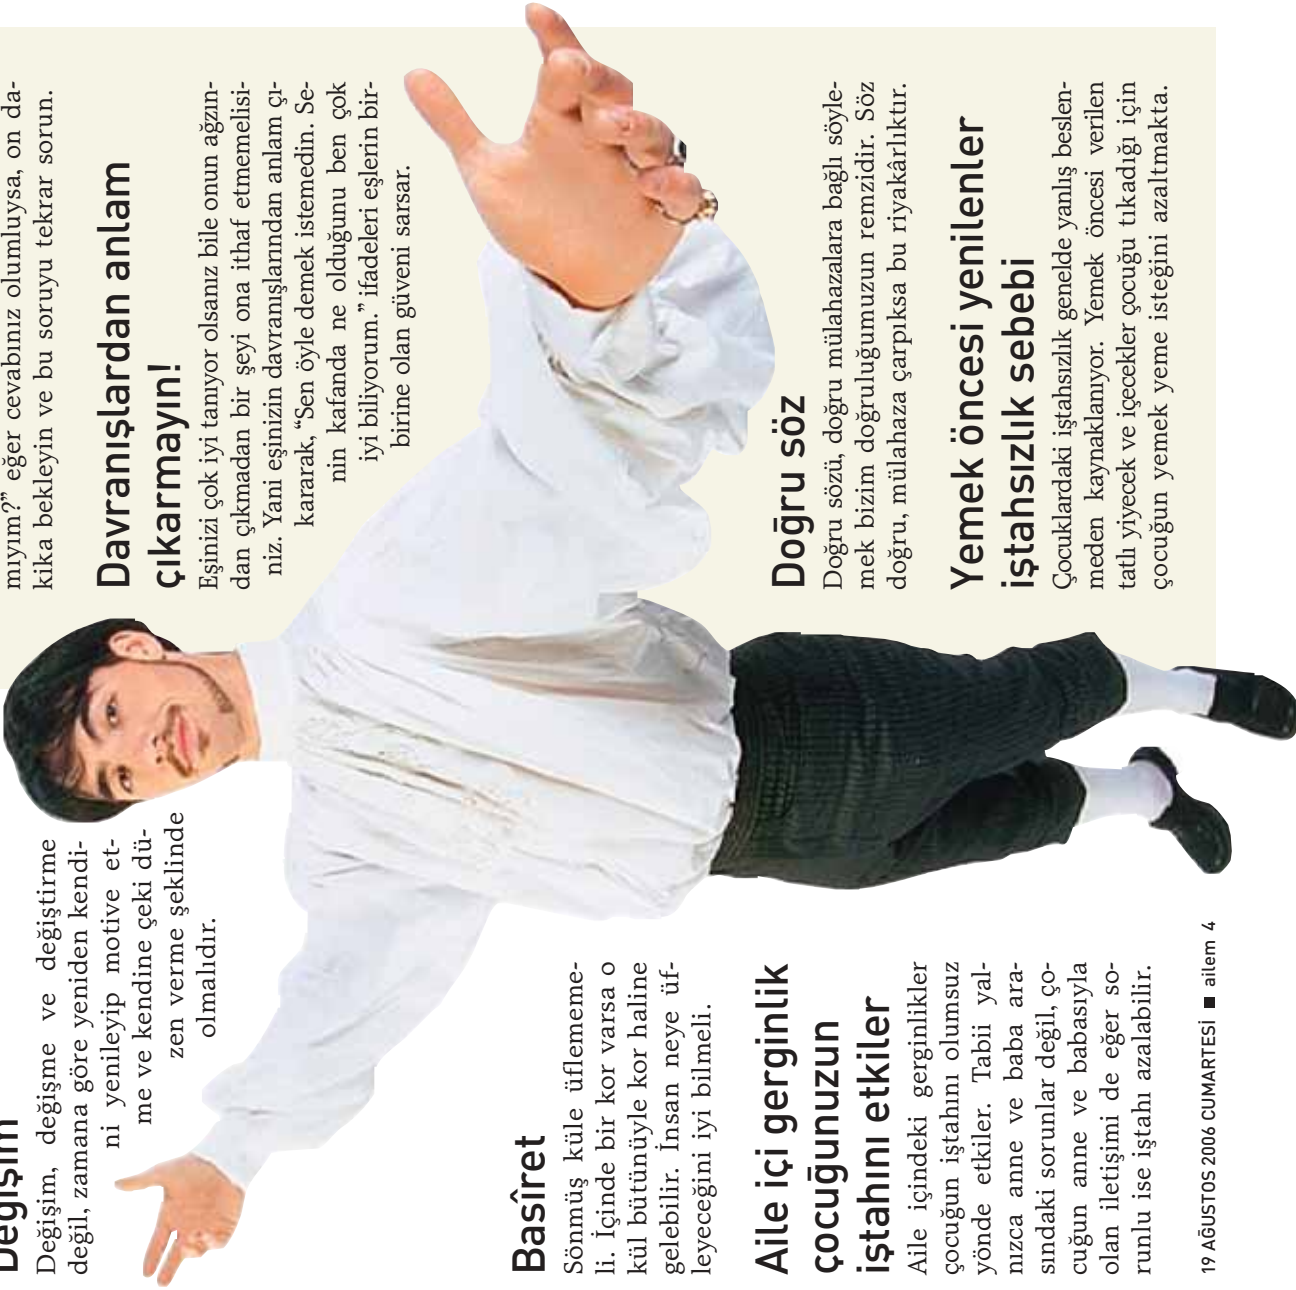 Değişim
Değişim, değişme ve değiştirme
değil, zamana göre yeniden kendi-
ni yenileyip motive et-
me ve kendine çeki dü-
zen verme şeklinde
olmalıdır.
Basîret
Sönmüş küle üflememe-
li. İçinde bir kor varsa o
kül bütünüyle kor haline
gelebilir. İnsan neye üf-
leyeceğini iyi bilmeli.
Aile içi gerginlik
çocuğunuzun
iştahını etkiler
Aile içindeki gerginlikler
çocuğun iştahını olumsuz
yönde etkiler. Tabii yal-
nızca anne ve baba ara-
sındaki sorunlar değil, ço-
cuğun anne ve babasıyla
olan iletişimi de eğer so-
runlu ise iştahı azalabilir.
mıyım?” eğer cevabınız olumluysa, on da-
kika bekleyin ve bu soruyu tekrar sorun.
Davranışlardan anlam
çıkarmayın!
Eşinizi çok iyi tanıyor olsanız bile onun ağzın-
dan çıkmadan bir şeyi ona ithaf etmemelisi-
niz. Yani eşinizin davranışlarından anlam çı-
kararak, “Sen öyle demek istemedin. Se-
nin kafanda ne olduğunu ben çok
iyi biliyorum.” ifadeleri eşlerin bir-
birine olan güveni sarsar.
Doğru söz
Doğru sözü, doğru mülahazalara bağlı söyle-
mek bizim doğruluğumuzun remzidir. Söz
doğru, mülahaza çarpıksa bu riyakârlıktır.
Yemek öncesi yenilenler
iştahsızlık sebebi
Çocuklardaki iştahsızlık genelde yanlış beslen-
meden kaynaklanıyor. Yemek öncesi verilen
tatlı yiyecek ve içecekler çocuğu tıkadığı için
çocuğun yemek yeme isteğini azaltmakta.
19 AĞUSTOS 2006 CUMARTESİ ■ ailem 4